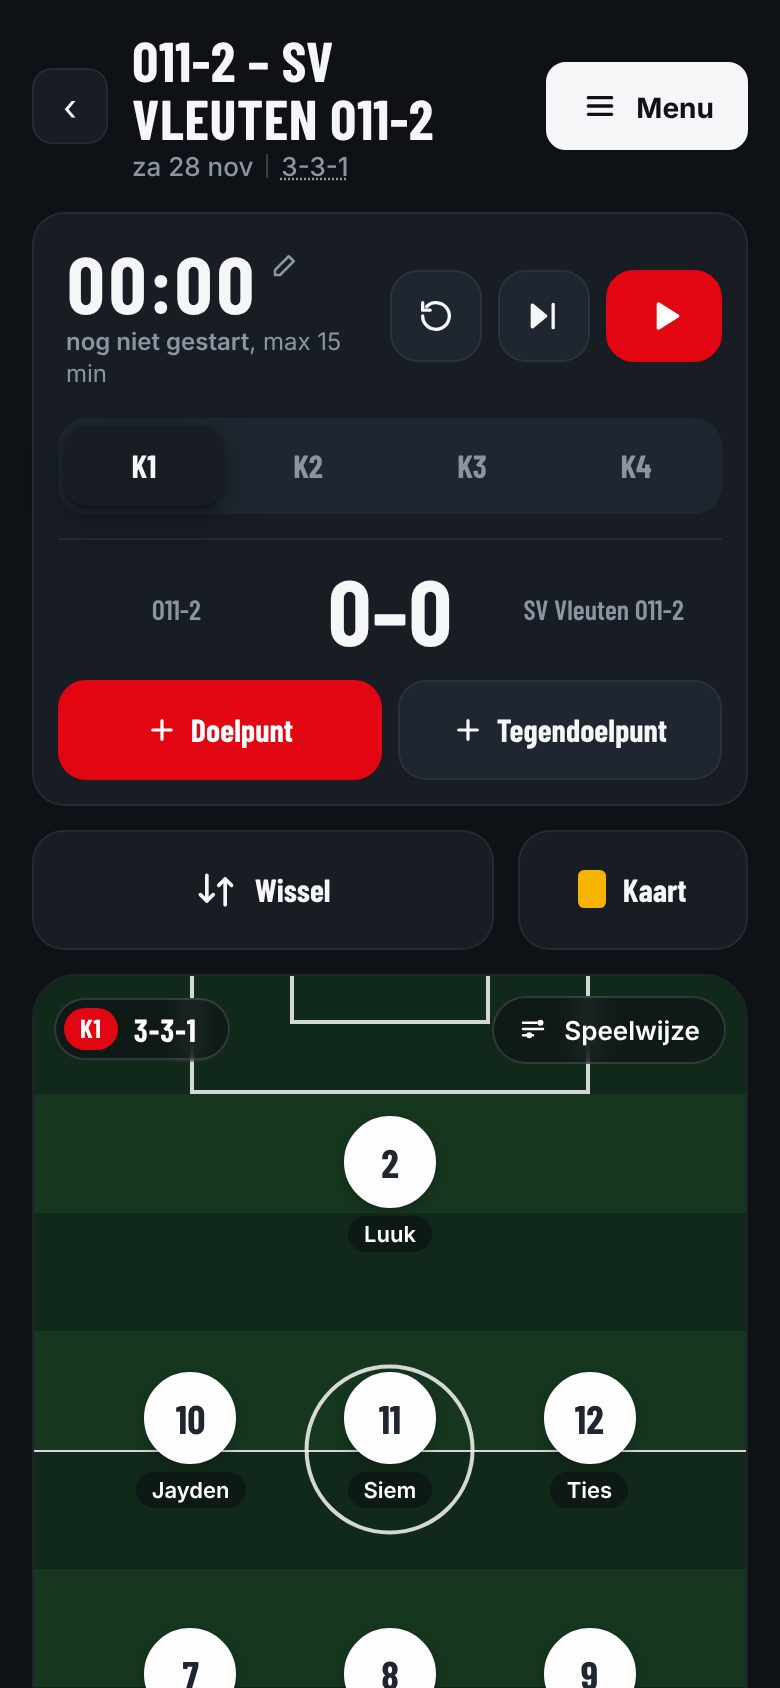 ‹
O11-2 – SV
VLEUTEN O11-2
za 28 nov | 3-3-1
Menu
00:00
nog niet gestart, max 15
min
K1 K2 K3 K4
O11-2 0–0 SV Vleuten O11-2
+ Doelpunt + Tegendoelpunt
Wissel Kaart
K1 3-3-1 Speelwijze
2
Luuk
10 11 12
Jayden Siem Ties
7 8 9